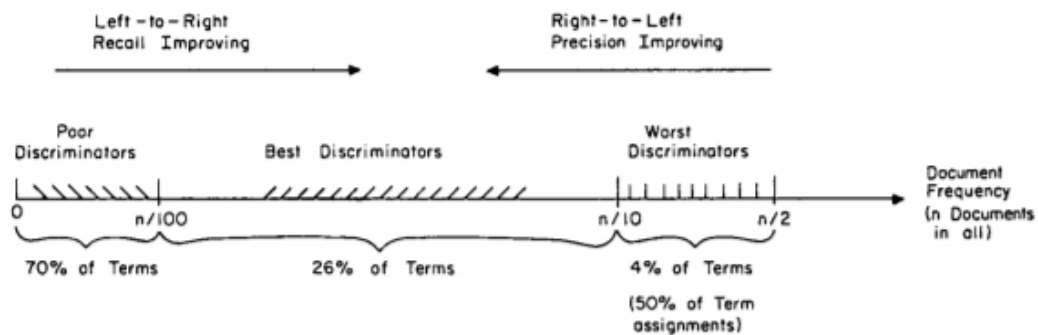 Left-to-Right
Recall Improving
Right-to-Left
Precision Improving
Poor
Discriminators
Best Discriminators
Worst
Discriminators
Document
Frequency
(n Documents
in all)
0
n/100
n/10
n/2
70% of Terms
26% of Terms
4% of Terms
(50% of Term
assignments)